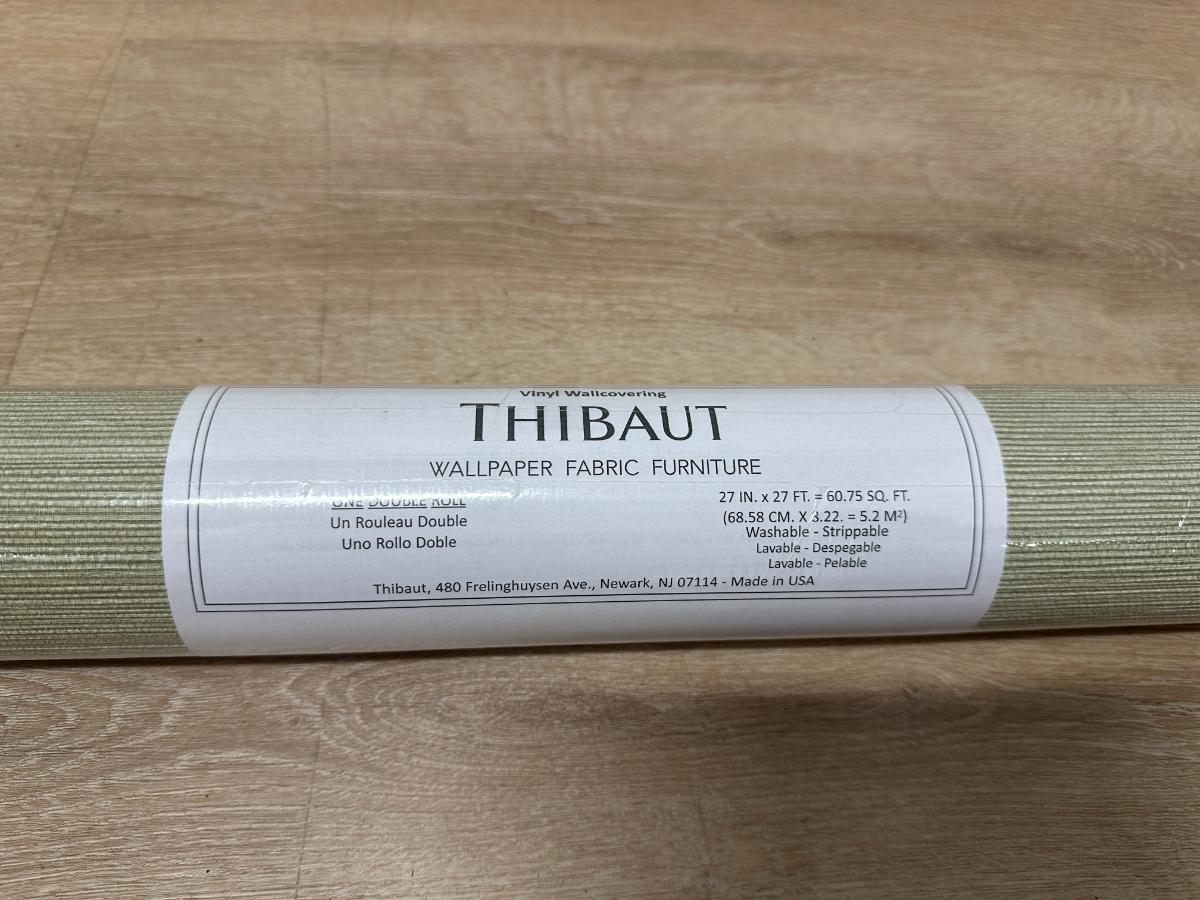 Vinyl Wallcovering
THIBAUT
WALLPAPER FABRIC FURNITURE
ONE DOUBLE ROLL
Un Rouleau Double
Uno Rollo Doble
27 IN. x 27 FT. = 60.75 SQ. FT.
(68.58 CM. X 3.22. = 5.2 M²)
Washable - Strippable
Lavable - Despegable
Lavable - Pelable
Thibaut, 480 Frelinghuysen Ave., Newark, NJ 07114 - Made in USA